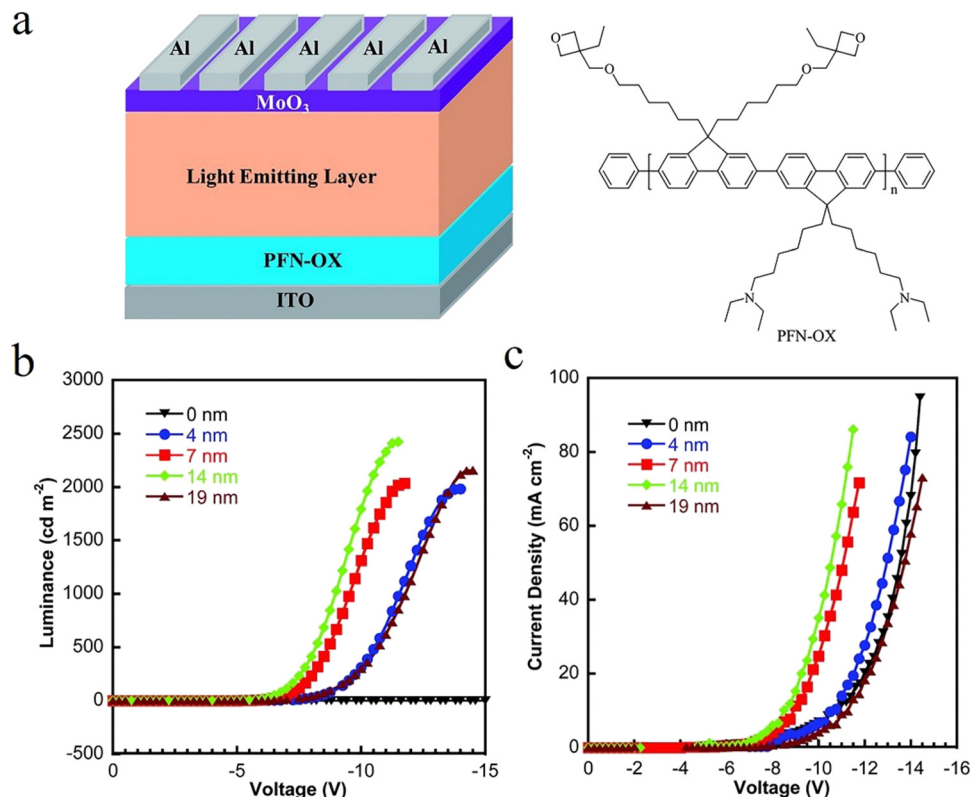 a
Al Al Al Al Al
MoO₃
Light Emitting Layer
PFN-OX
ITO
O O
O O
n
N N
PFN-OX
b
3000
2500
2000
1500
1000
500
0
-500
Luminance (cd m⁻²)
0 nm
4 nm
7 nm
14 nm
19 nm
0 -5 -10 -15
Voltage (V)
c
100
80
60
40
20
0
Current Density (mA cm⁻²)
0 nm
4 nm
7 nm
14 nm
19 nm
0 -2 -4 -6 -8 -10 -12 -14 -16
Voltage (V)